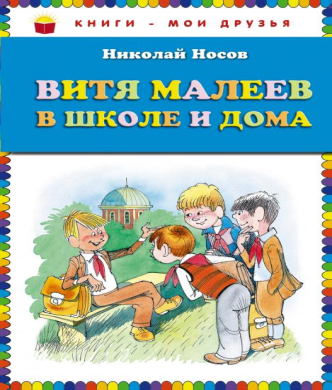 КНИГИ - МОИ ДРУЗЬЯ
Николай Носов
ВИТЯ МАЛЕЕВ
В ШКОЛЕ И ДОМА